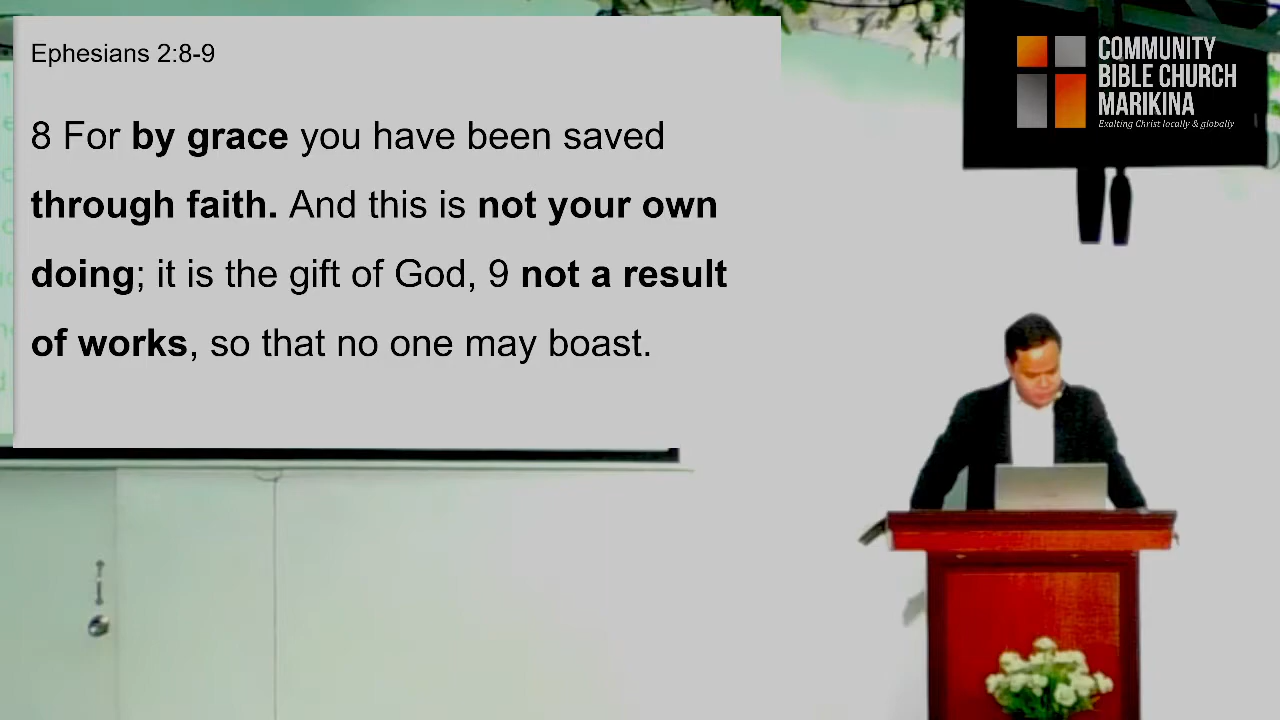 Ephesians 2:8-9
8 For by grace you have been saved
through faith. And this is not your own
doing; it is the gift of God, 9 not a result
of works, so that no one may boast.
COMMUNITY
BIBLE CHURCH
MARIKINA
Exalting Christ locally & globally